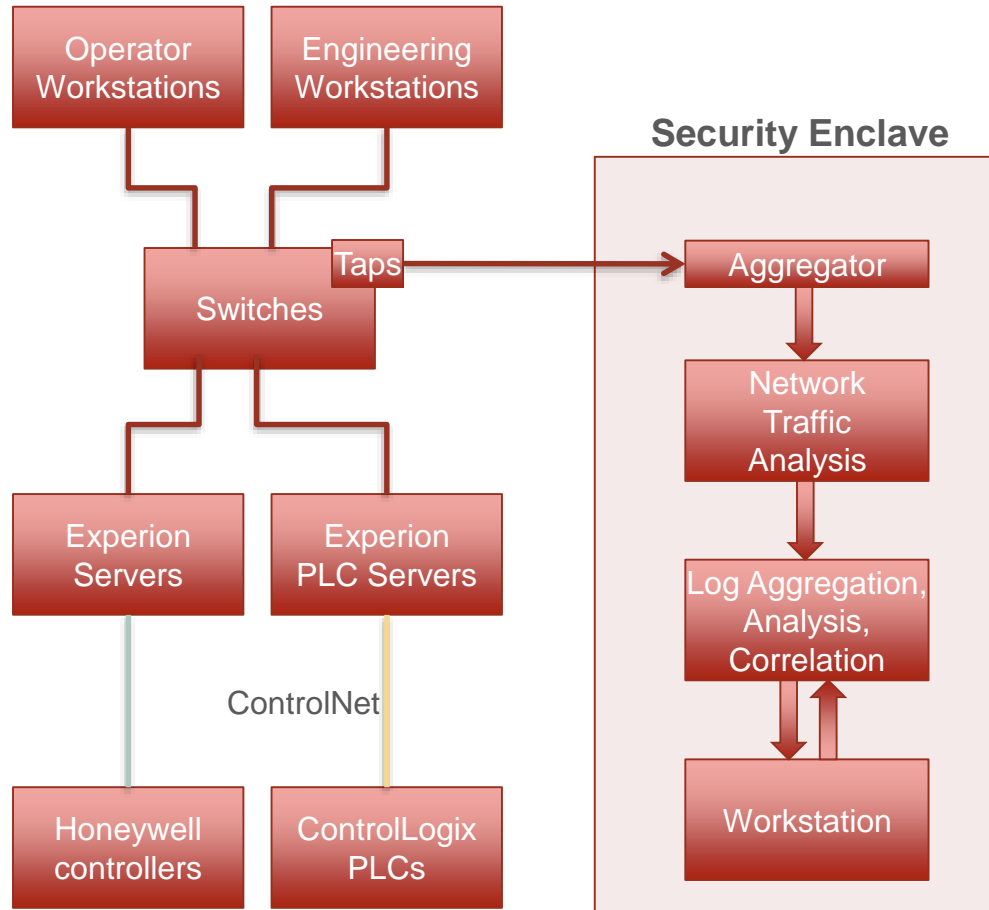 Operator
Workstations
Engineering
Workstations
Security Enclave
Taps
Switches
Aggregator
Network
Traffic
Analysis
Experion
Servers
Experion
PLC Servers
Log Aggregation,
Analysis,
Correlation
ControlNet
Honeywell
controllers
ControlLogix
PLCs
Workstation